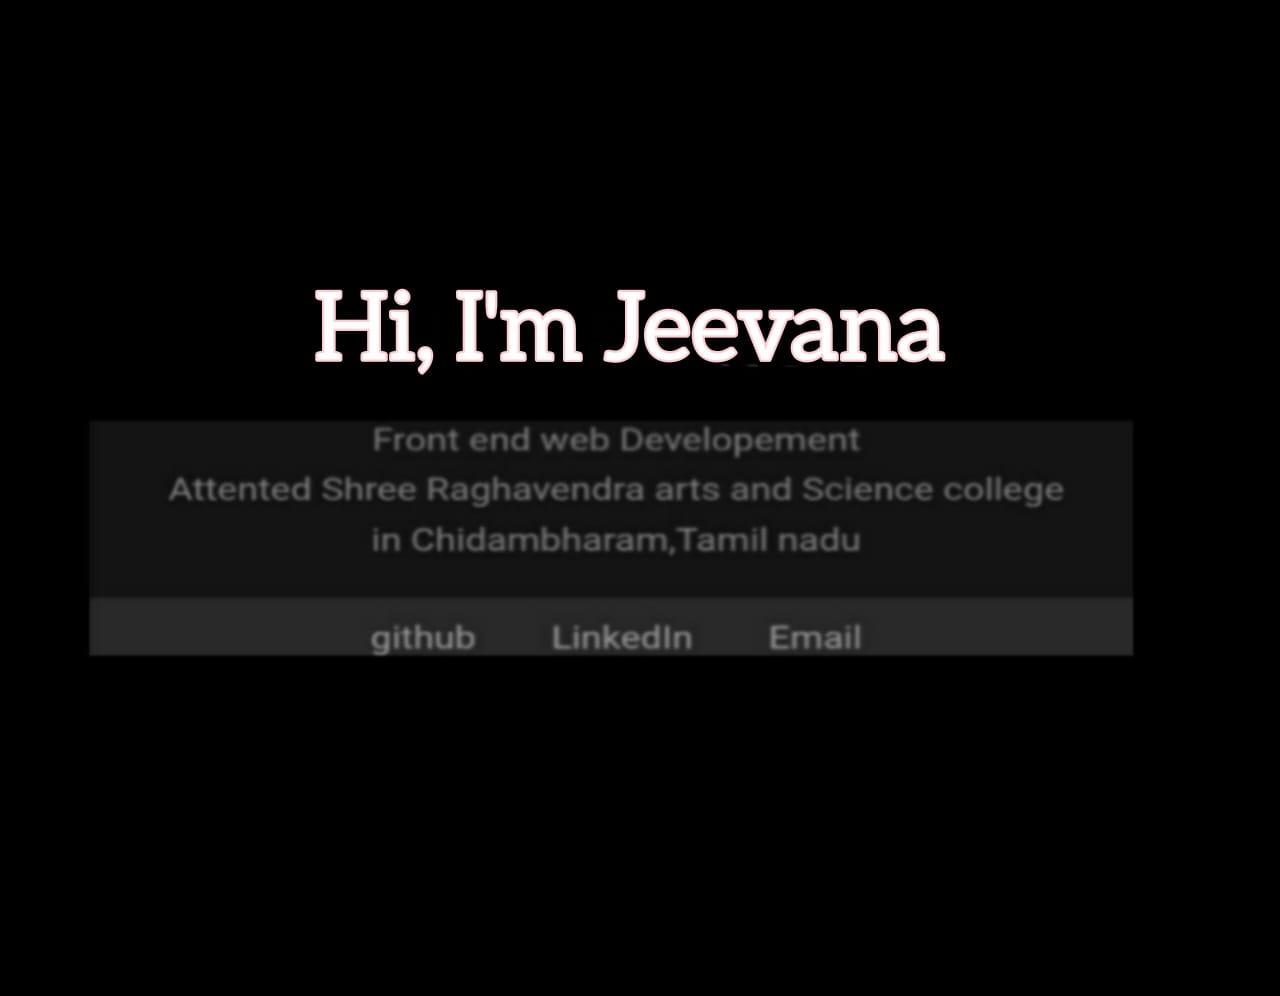 Hi, I'm Jeevana
Front end web Developement
Attented Shree Raghavendra arts and Science college
in Chidambharam,Tamil nadu
github LinkedIn Email